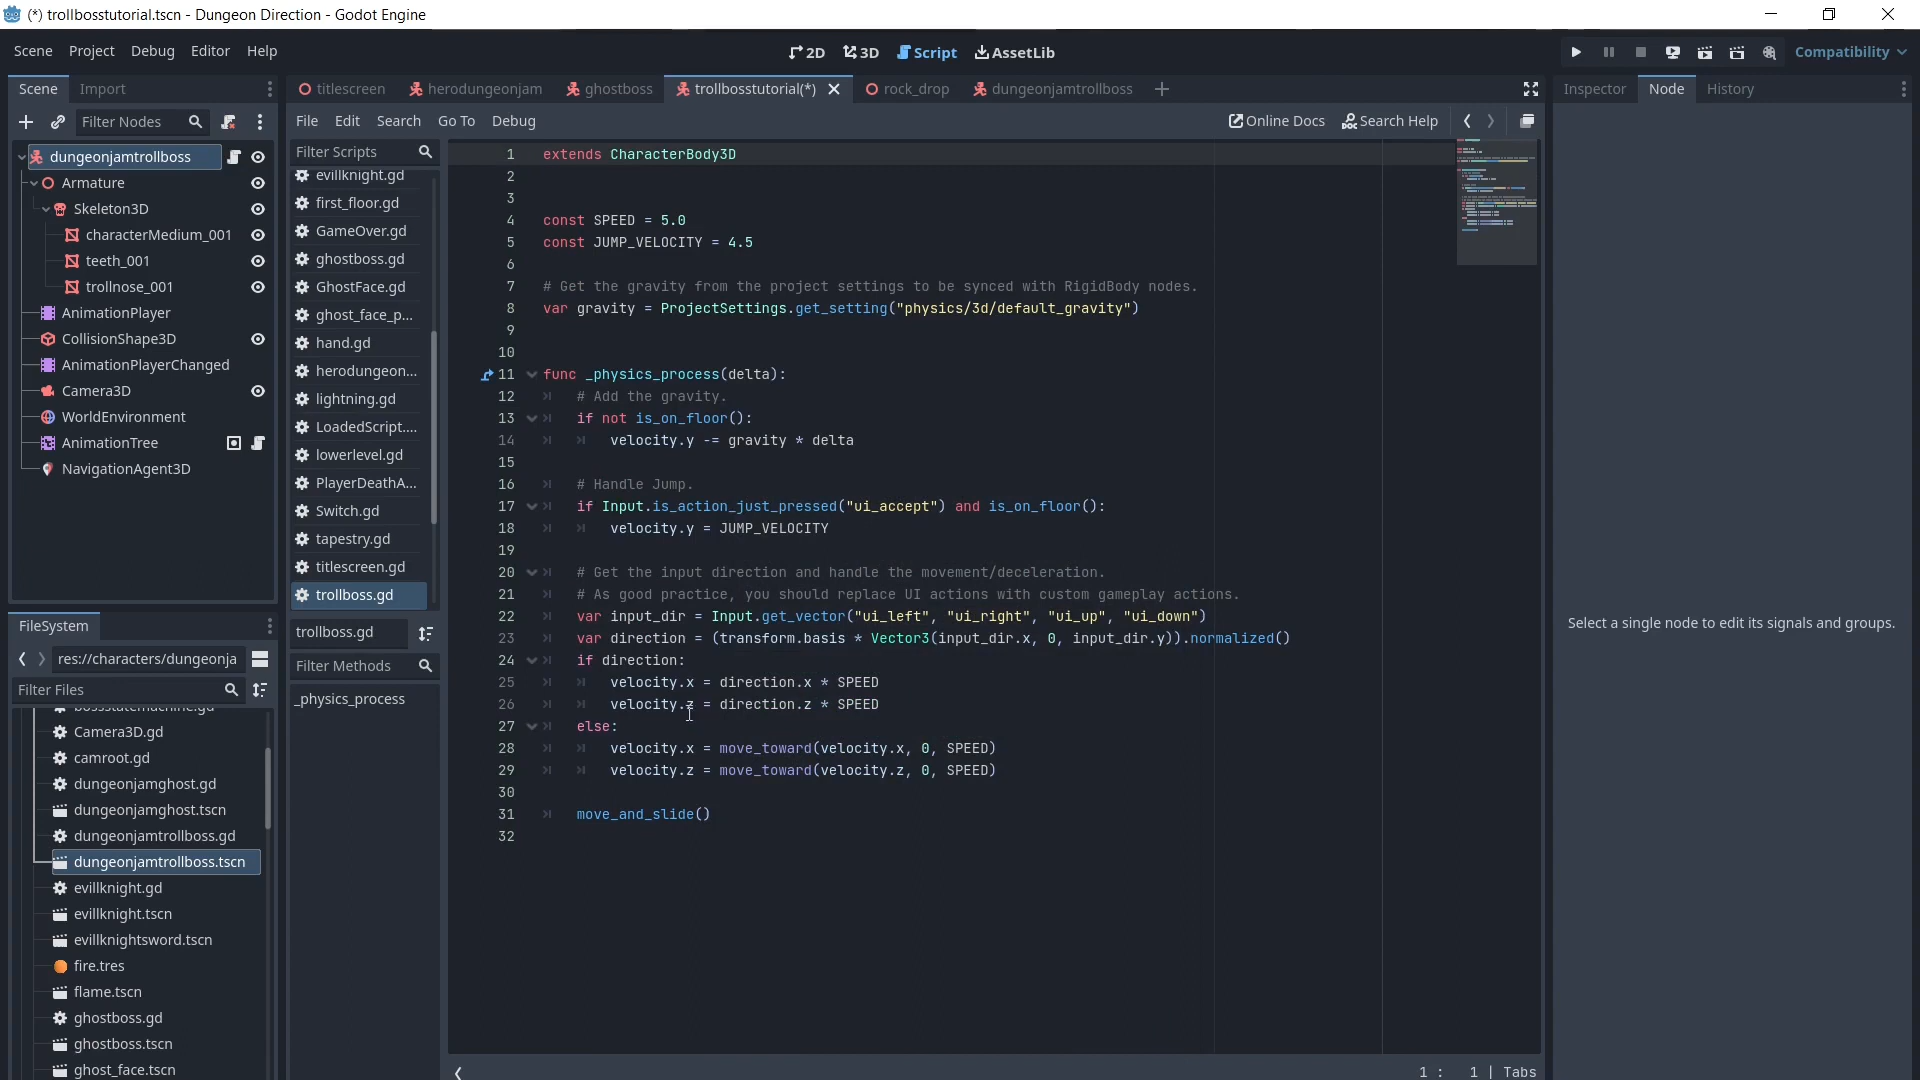 (*) trollbosstutorial.tscn - Dungeon Direction - Godot Engine
Scene Project Debug Editor Help
2D 3D Script AssetLib
Compatibility
Scene Import
titlescreen herodungeonjam ghostboss trollbosstutorial(*) rock_drop dungeonjamtrollboss
Inspector Node History
Filter Nodes
File Edit Search Go To Debug
Online Docs Search Help
dungeonjamtrollboss
Armature
Skeleton3D
characterMedium_001
teeth_001
trollnose_001
AnimationPlayer
CollisionShape3D
AnimationPlayerChanged
Camera3D
WorldEnvironment
AnimationTree
NavigationAgent3D
FileSystem
res://characters/dungeonja
Filter Files
Camera3D.gd
camroot.gd
dungeonjamghost.gd
dungeonjamghost.tscn
dungeonjamtrollboss.gd
dungeonjamtrollboss.tscn
evillknight.gd
evillknight.tscn
evillknightsword.tscn
fire.tres
flame.tscn
ghostboss.gd
ghostboss.tscn
ghost_face.tscn
Filter Scripts
evillknight.gd
first_floor.gd
GameOver.gd
ghostboss.gd
GhostFace.gd
ghost_face_p...
hand.gd
herodungeon...
lightning.gd
LoadedScript....
lowerlevel.gd
PlayerDeathA...
Switch.gd
tapestry.gd
titlescreen.gd
trollboss.gd
trollboss.gd
Filter Methods
_physics_process
1 extends CharacterBody3D
2
3
4 const SPEED = 5.0
5 const JUMP_VELOCITY = 4.5
6
7 # Get the gravity from the project settings to be synced with RigidBody nodes.
8 var gravity = ProjectSettings.get_setting("physics/3d/default_gravity")
9
10
11 func _physics_process(delta):
12 # Add the gravity.
13 if not is_on_floor():
14 velocity.y -= gravity * delta
15
16 # Handle Jump.
17 if Input.is_action_just_pressed("ui_accept") and is_on_floor():
18 velocity.y = JUMP_VELOCITY
19
20 # Get the input direction and handle the movement/deceleration.
21 # As good practice, you should replace UI actions with custom gameplay actions.
22 var input_dir = Input.get_vector("ui_left", "ui_right", "ui_up", "ui_down")
23 var direction = (transform.basis * Vector3(input_dir.x, 0, input_dir.y)).normalized()
24 if direction:
25 velocity.x = direction.x * SPEED
26 velocity.z = direction.z * SPEED
27 else:
28 velocity.x = move_toward(velocity.x, 0, SPEED)
29 velocity.z = move_toward(velocity.z, 0, SPEED)
30
31 move_and_slide()
32
1 : 1 | Tabs
Select a single node to edit its signals and groups.